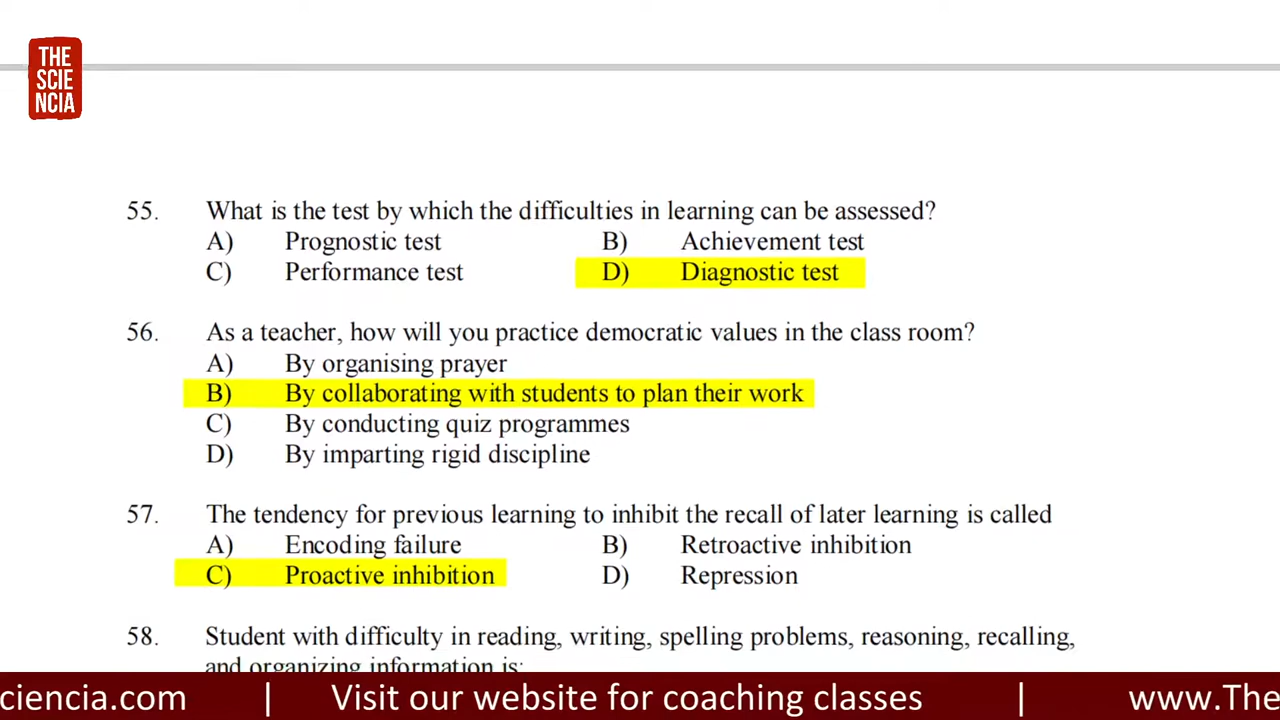 THE
SCIE
NCIA
55. What is the test by which the difficulties in learning can be assessed?
A) Prognostic test B) Achievement test
C) Performance test D) Diagnostic test
56. As a teacher, how will you practice democratic values in the class room?
A) By organising prayer
B) By collaborating with students to plan their work
C) By conducting quiz programmes
D) By imparting rigid discipline
57. The tendency for previous learning to inhibit the recall of later learning is called
A) Encoding failure B) Retroactive inhibition
C) Proactive inhibition D) Repression
58. Student with difficulty in reading, writing, spelling problems, reasoning, recalling,
and organizing information is:
ciencia.com | Visit our website for coaching classes | www.The